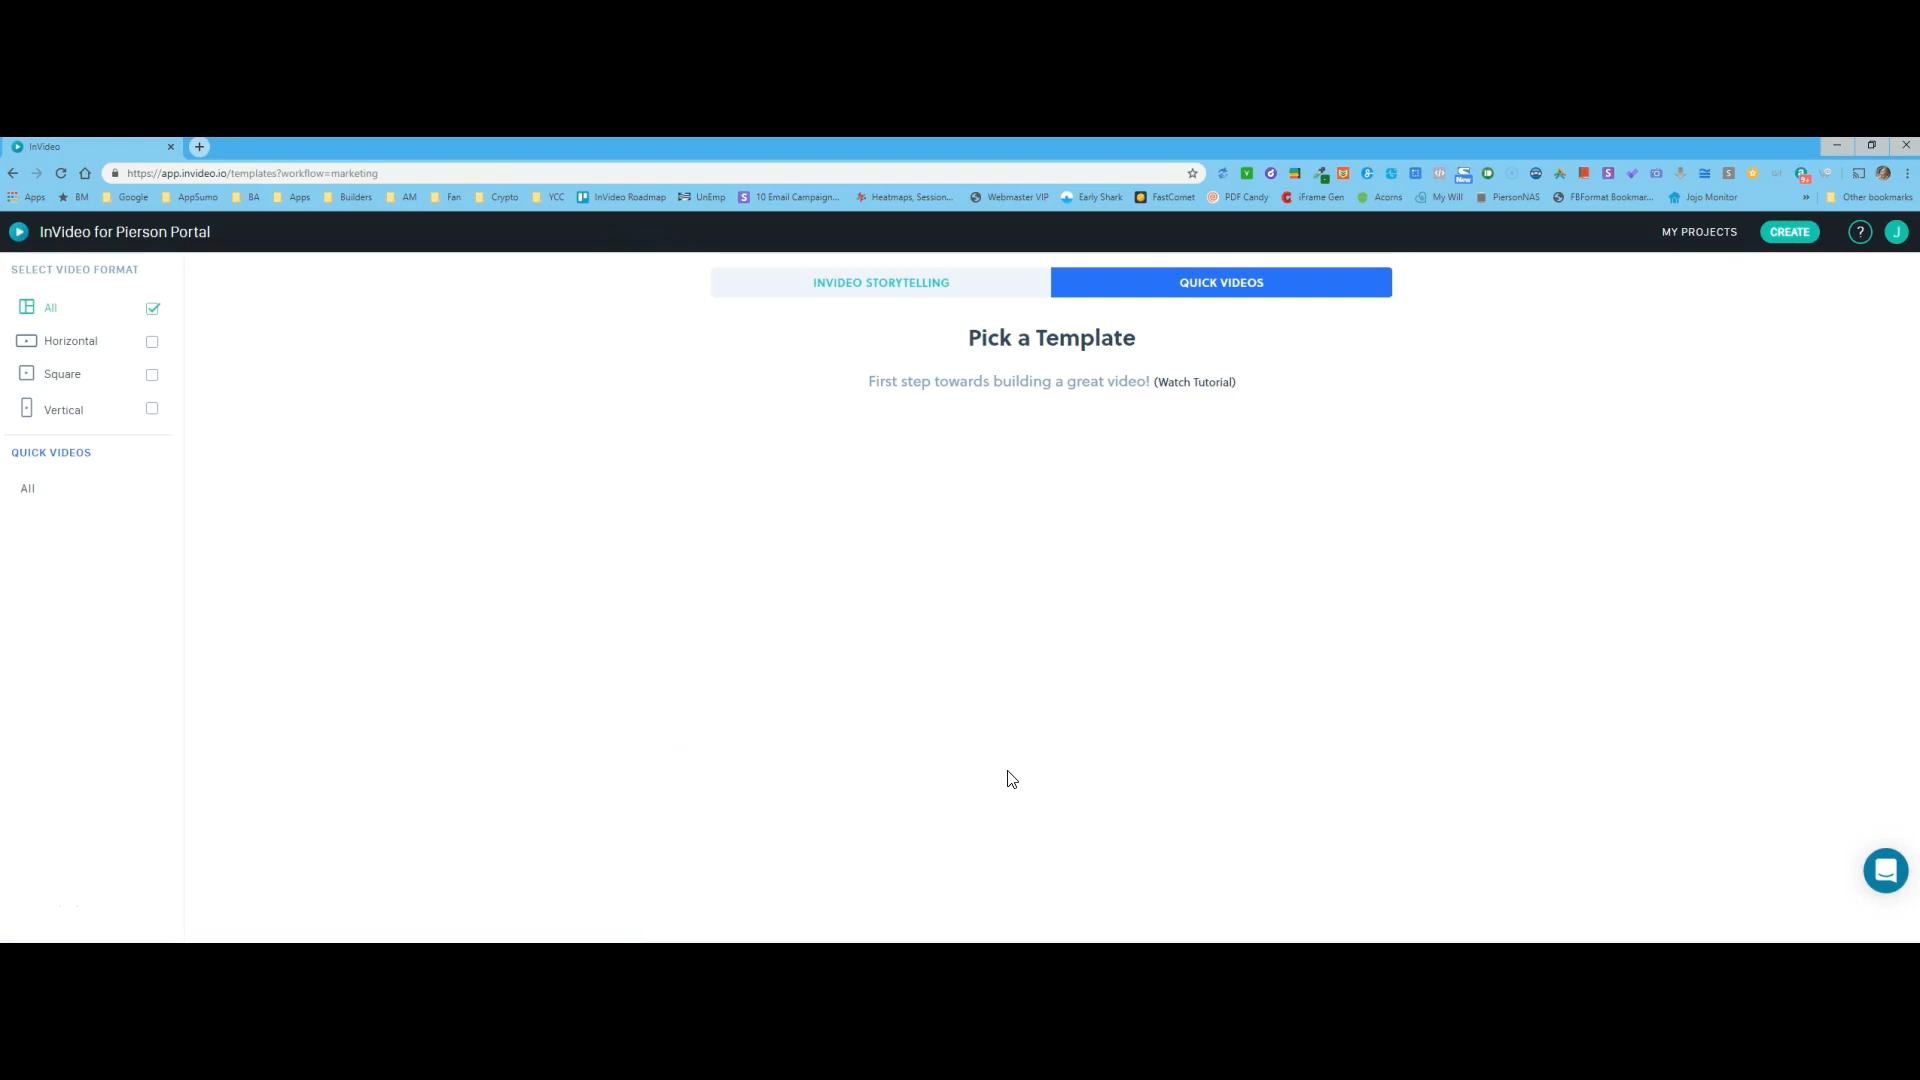 InVideo
https://app.invideo.io/templates?workflow=marketing
Apps BM Google AppSumo BA Apps Builders AM Fan Crypto YCC InVideo Roadmap UnEmp 10 Email Campaign... Heatmaps, Session... Webmaster VIP Early Shark FastComet PDF Candy iFrame Gen Acorns My Will PiersonNAS FBFormat Bookmar... Jojo Monitor » Other bookmarks
InVideo for Pierson Portal
MY PROJECTS
CREATE
?
J
SELECT VIDEO FORMAT
All
Horizontal
Square
Vertical
QUICK VIDEOS
All
INVIDEO STORYTELLING
QUICK VIDEOS
Pick a Template
First step towards building a great video! (Watch Tutorial)